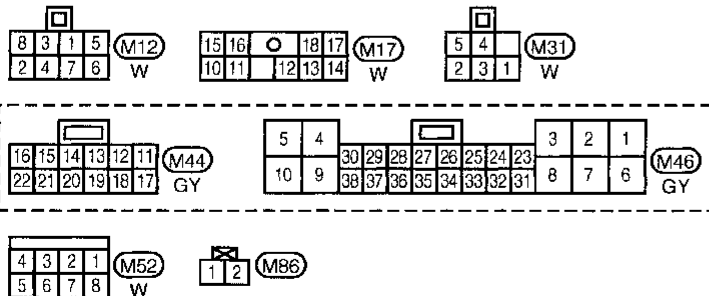 8 3 1 5 M12
2 4 7 6 W
15 16 18 17 M17
10 11 12 13 14 W
5 4 M31
2 3 1 W
16 15 14 13 12 11 M44
22 21 20 19 18 17 GY
5 4 3 2 1
30 29 28 27 26 25 24 23 M46
10 9 38 37 36 35 34 33 32 31 8 7 6 GY
4 3 2 1 M52
5 6 7 8 W
1 2 M86